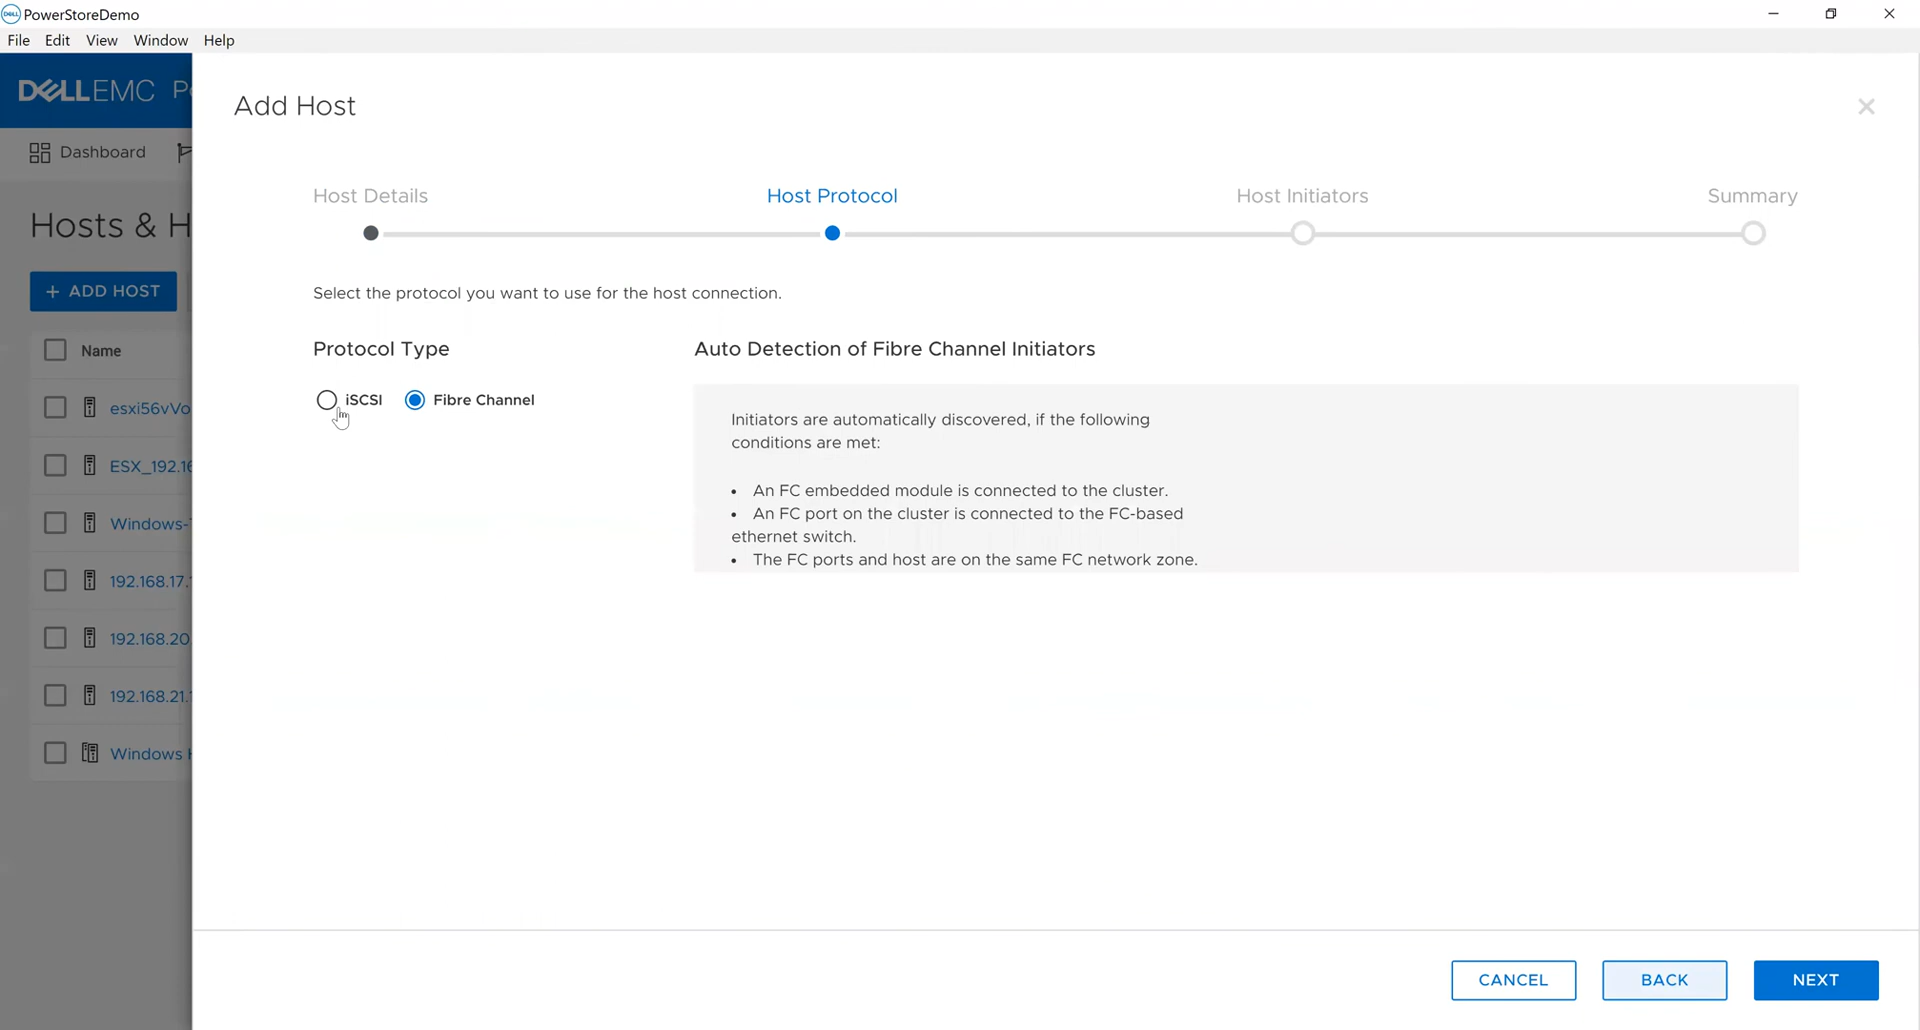 DELL PowerStoreDemo
File Edit View Window Help
DELLEMC Po
Dashboard
Add Host
Hosts & H
+ ADD HOST
Name
esxi56vVo
ESX_192.16
Windows-
192.168.17.
192.168.20
192.168.21.
Windows
Host Details Host Protocol Host Initiators Summary
Select the protocol you want to use for the host connection.
Protocol Type
iSCSI Fibre Channel
Auto Detection of Fibre Channel Initiators
Initiators are automatically discovered, if the following
conditions are met:
• An FC embedded module is connected to the cluster.
• An FC port on the cluster is connected to the FC-based
ethernet switch.
• The FC ports and host are on the same FC network zone.
CANCEL BACK NEXT